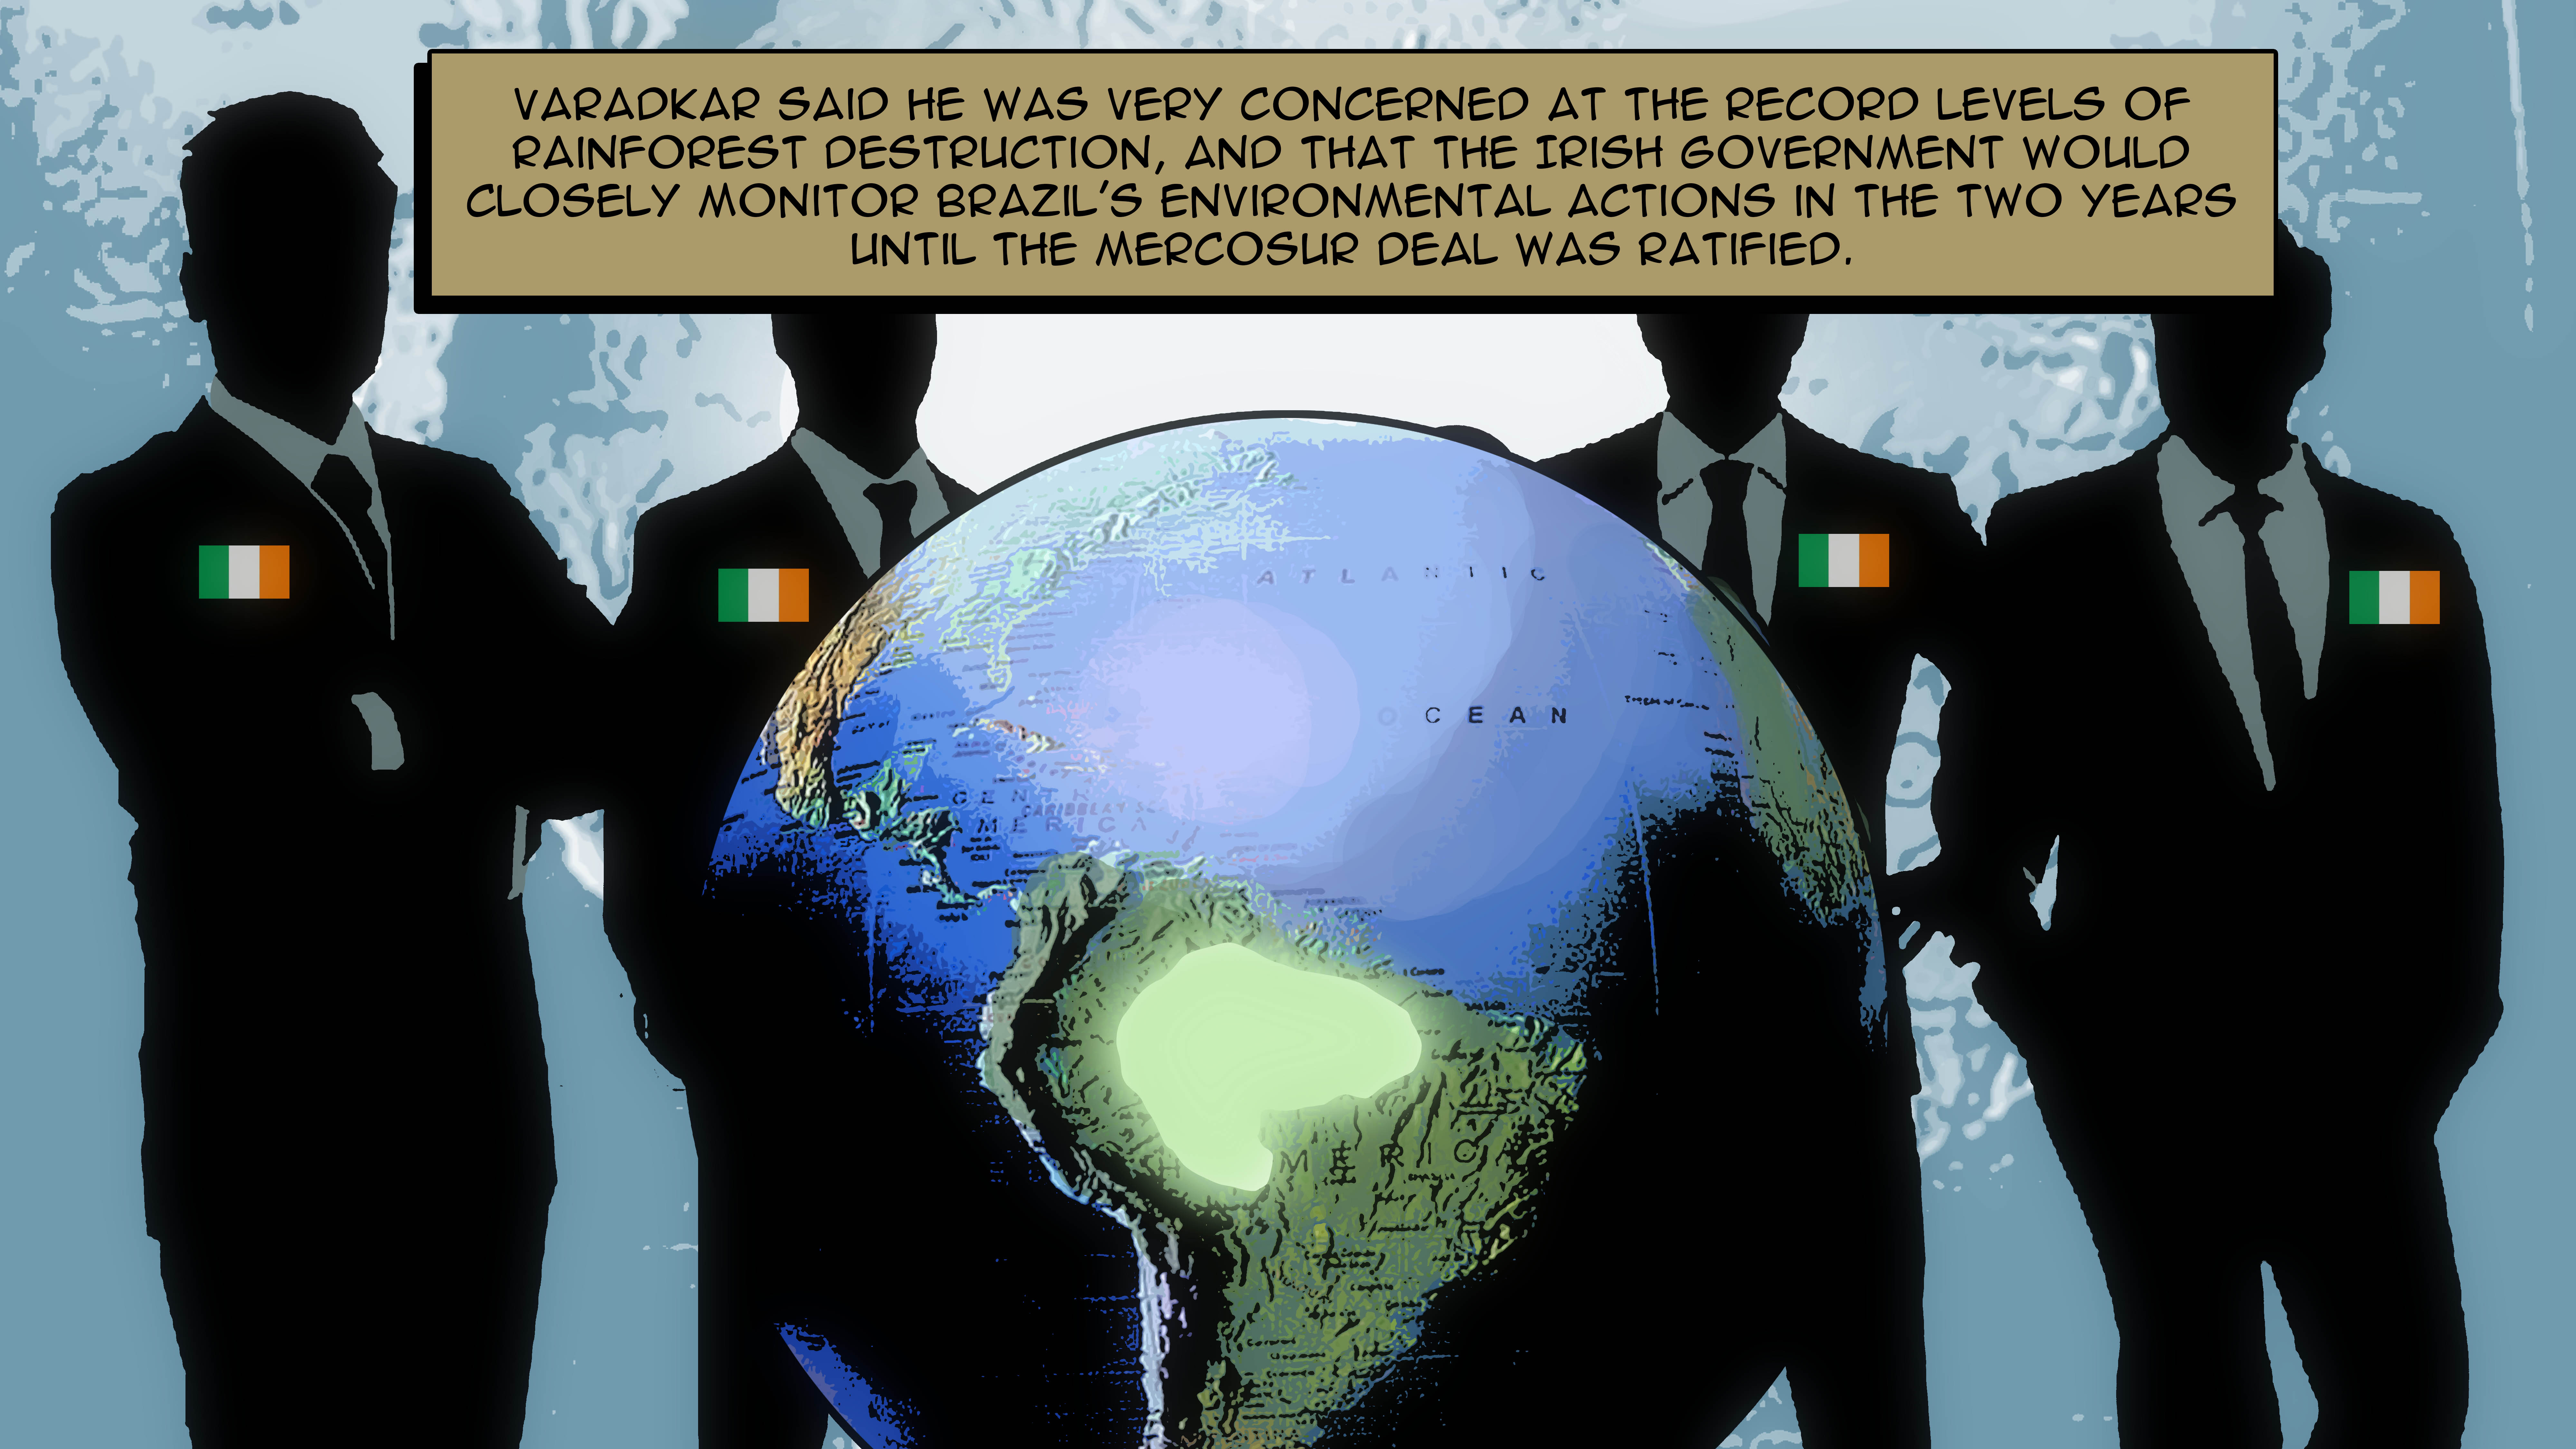 VARADKAR SAID HE WAS VERY CONCERNED AT THE RECORD LEVELS OF
RAINFOREST DESTRUCTION, AND THAT THE IRISH GOVERNMENT WOULD
CLOSELY MONITOR BRAZIL'S ENVIRONMENTAL ACTIONS IN THE TWO YEARS
UNTIL THE MERCOSUR DEAL WAS RATIFIED.
ATLANTIC
OCEAN